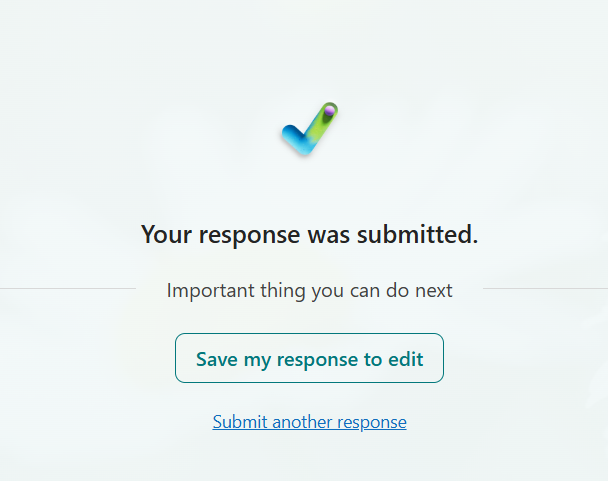 Your response was submitted.
Important thing you can do next
Save my response to edit
Submit another response